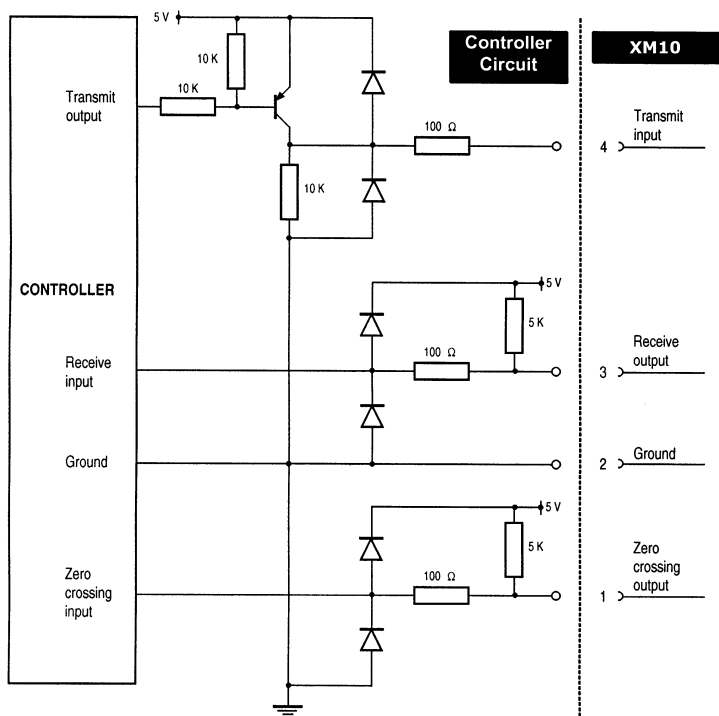 5 V
Controller
Circuit
XM10
10 K
10 K
Transmit
output
100 Ω
Transmit
input
4
10 K
CONTROLLER
5 V
5 K
Receive
input
100 Ω
Receive
output
3
Ground
2
Ground
5 V
5 K
Zero
crossing
input
100 Ω
Zero
crossing
output
1